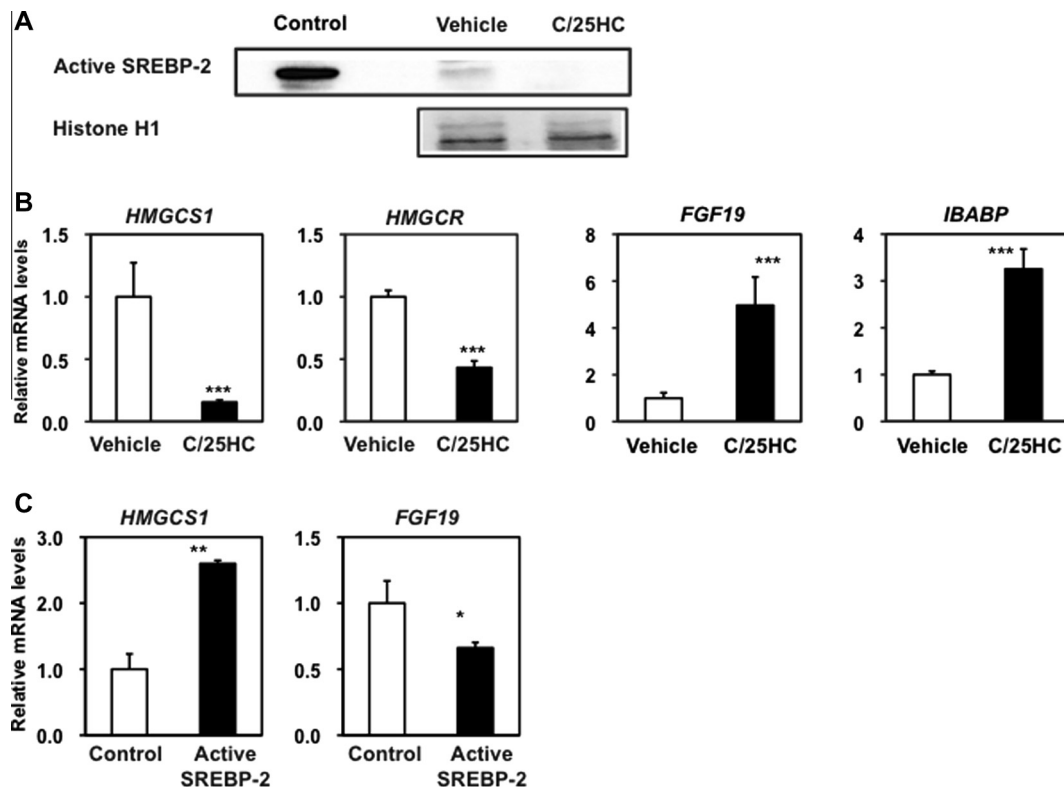 A
Control Vehicle C/25HC
Active SREBP-2
Histone H1
B
HMGCS1 HMGCR FGF19 IBABP
Relative mRNA levels
1.5
1.0
0.5
0.0
Vehicle C/25HC
***
1.5
1.0
0.5
0.0
Vehicle C/25HC
***
8
6
4
2
0
Vehicle C/25HC
***
4
3
2
1
0
Vehicle C/25HC
***
C
HMGCS1 FGF19
Relative mRNA levels
3.0
2.0
1.0
0.0
**
Control Active
SREBP-2
1.5
1.0
0.5
0.0
*
Control Active
SREBP-2